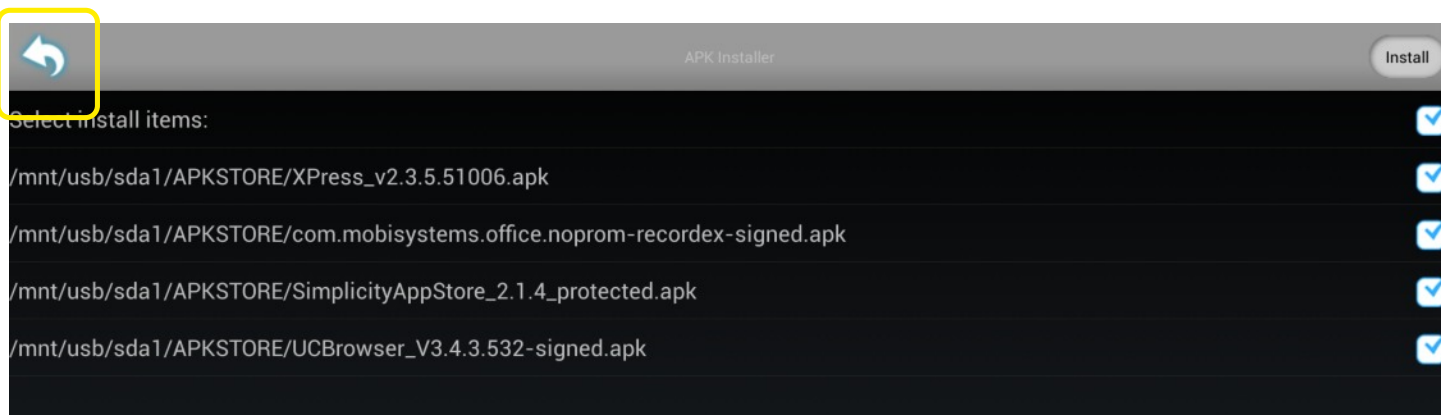 APK Installer
Install
Select install items:
/mnt/usb/sda1/APKSTORE/XPress_v2.3.5.51006.apk
/mnt/usb/sda1/APKSTORE/com.mobisystems.office.noprom-recordex-signed.apk
/mnt/usb/sda1/APKSTORE/SimplicityAppStore_2.1.4_protected.apk
/mnt/usb/sda1/APKSTORE/UCBrowser_V3.4.3.532-signed.apk